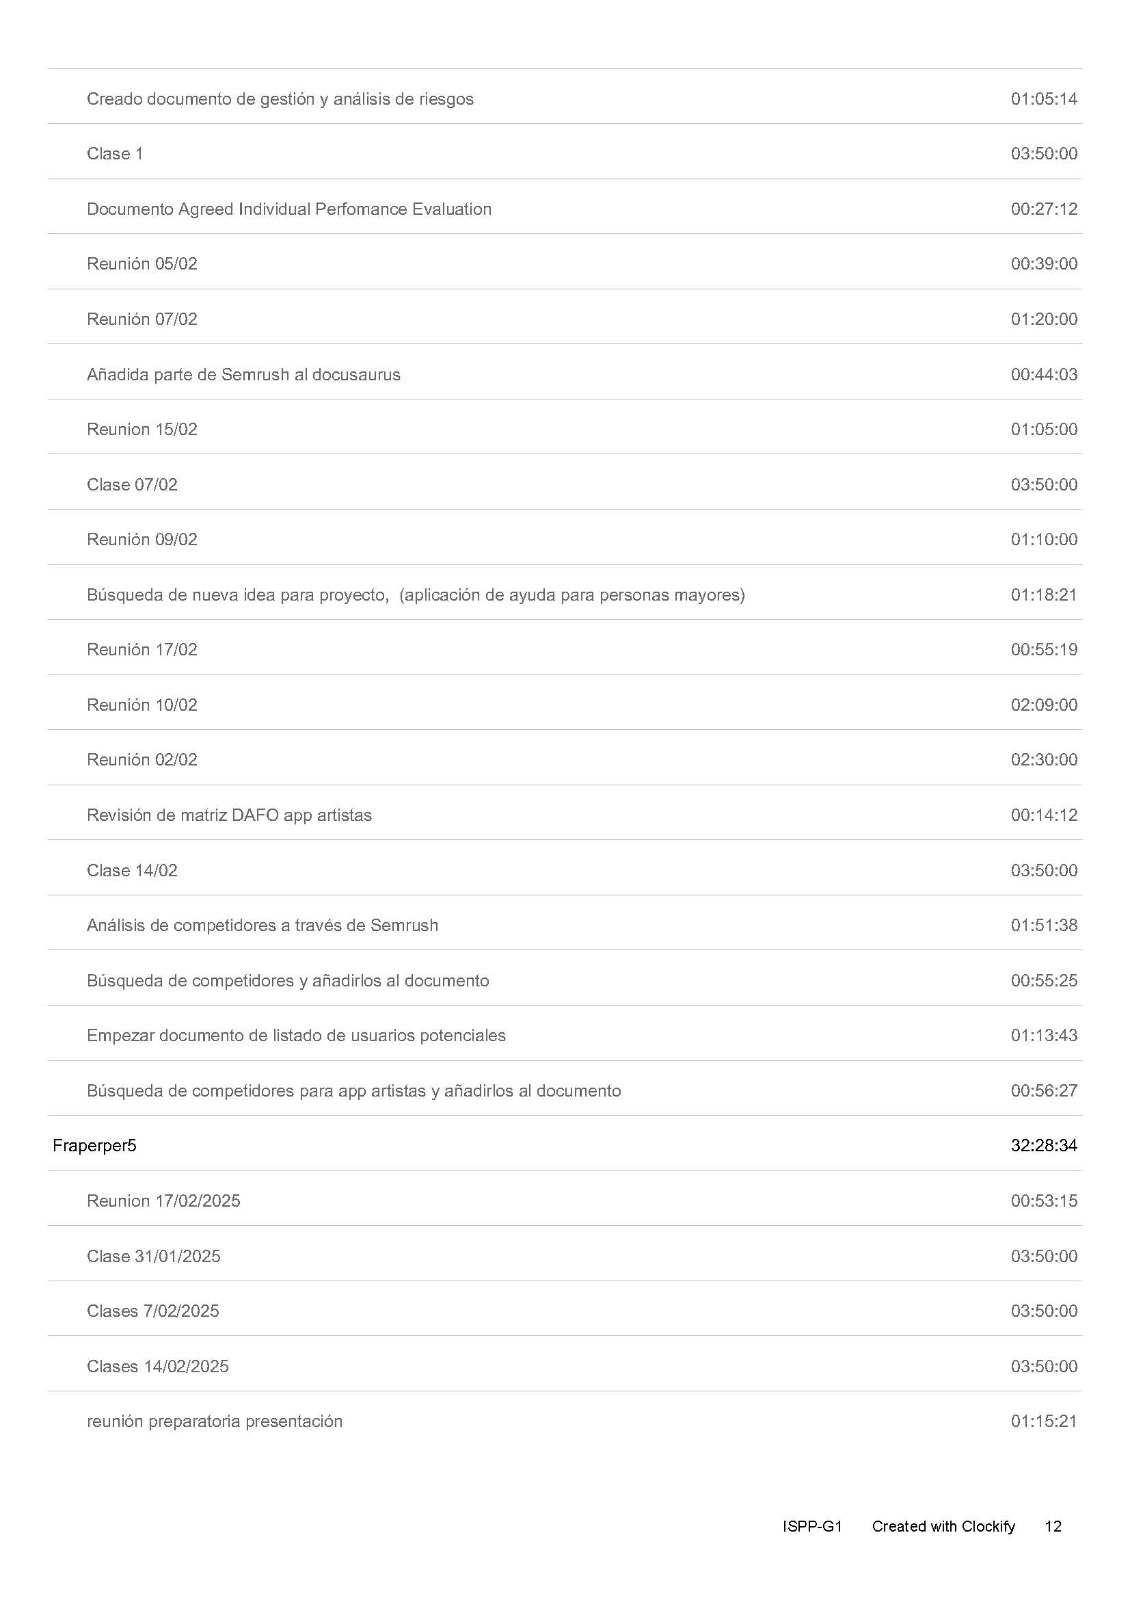 Creado documento de gestión y análisis de riesgos 01:05:14
Clase 1 03:50:00
Documento Agreed Individual Perfomance Evaluation 00:27:12
Reunión 05/02 00:39:00
Reunión 07/02 01:20:00
Añadida parte de Semrush al docusaurus 00:44:03
Reunion 15/02 01:05:00
Clase 07/02 03:50:00
Reunión 09/02 01:10:00
Búsqueda de nueva idea para proyecto,  (aplicación de ayuda para personas mayores) 01:18:21
Reunión 17/02 00:55:19
Reunión 10/02 02:09:00
Reunión 02/02 02:30:00
Revisión de matriz DAFO app artistas 00:14:12
Clase 14/02 03:50:00
Análisis de competidores a través de Semrush 01:51:38
Búsqueda de competidores y añadirlos al documento 00:55:25
Empezar documento de listado de usuarios potenciales 01:13:43
Búsqueda de competidores para app artistas y añadirlos al documento 00:56:27
Fraperper5 32:28:34
Reunion 17/02/2025 00:53:15
Clase 31/01/2025 03:50:00
Clases 7/02/2025 03:50:00
Clases 14/02/2025 03:50:00
reunión preparatoria presentación 01:15:21
ISPP-G1 Created with Clockify 12